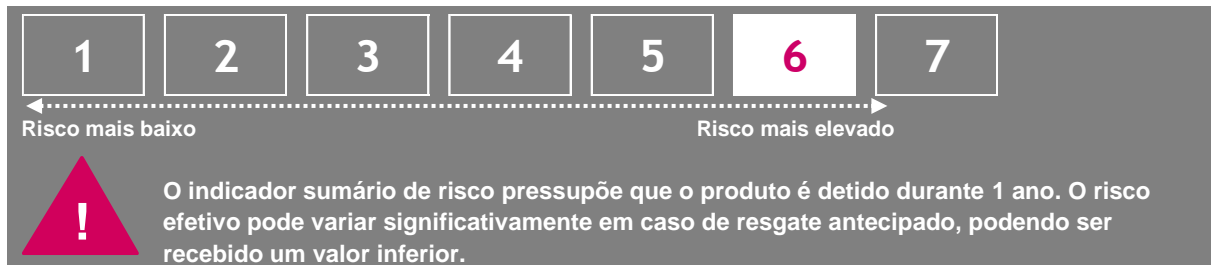 1 2 3 4 5 6 7
Risco mais baixo Risco mais elevado
! O indicador sumário de risco pressupõe que o produto é detido durante 1 ano. O risco
efetivo pode variar significativamente em caso de resgate antecipado, podendo ser
recebido um valor inferior.